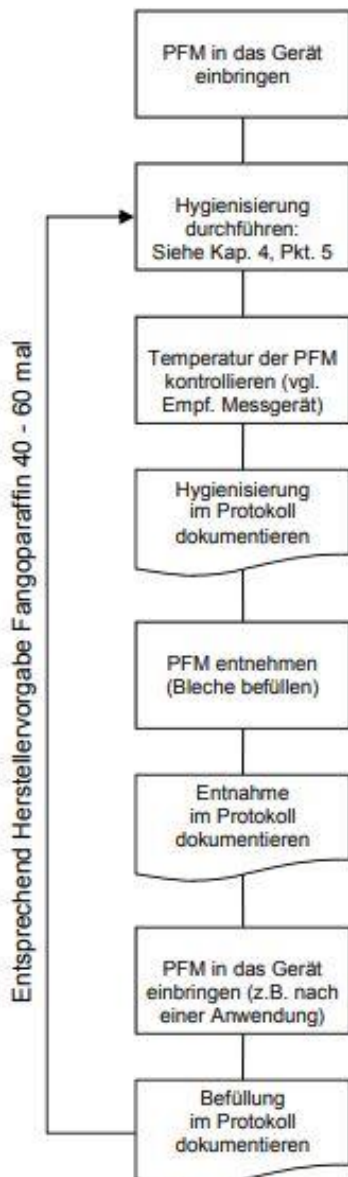 PFM in das Gerät
einbringen
Hygienisierung
durchführen:
Siehe Kap. 4, Pkt. 5
Temperatur der PFM
kontrollieren (vgl.
Empf. Messgerät)
Hygienisierung
im Protokoll
dokumentieren
PFM entnehmen
(Bleche befüllen)
Entnahme
im Protokoll
dokumentieren
PFM in das Gerät
einbringen (z.B. nach
einer Anwendung)
Befüllung
im Protokoll
dokumentieren
Entsprechend Herstellervorgabe Fangoparaffin 40 - 60 mal